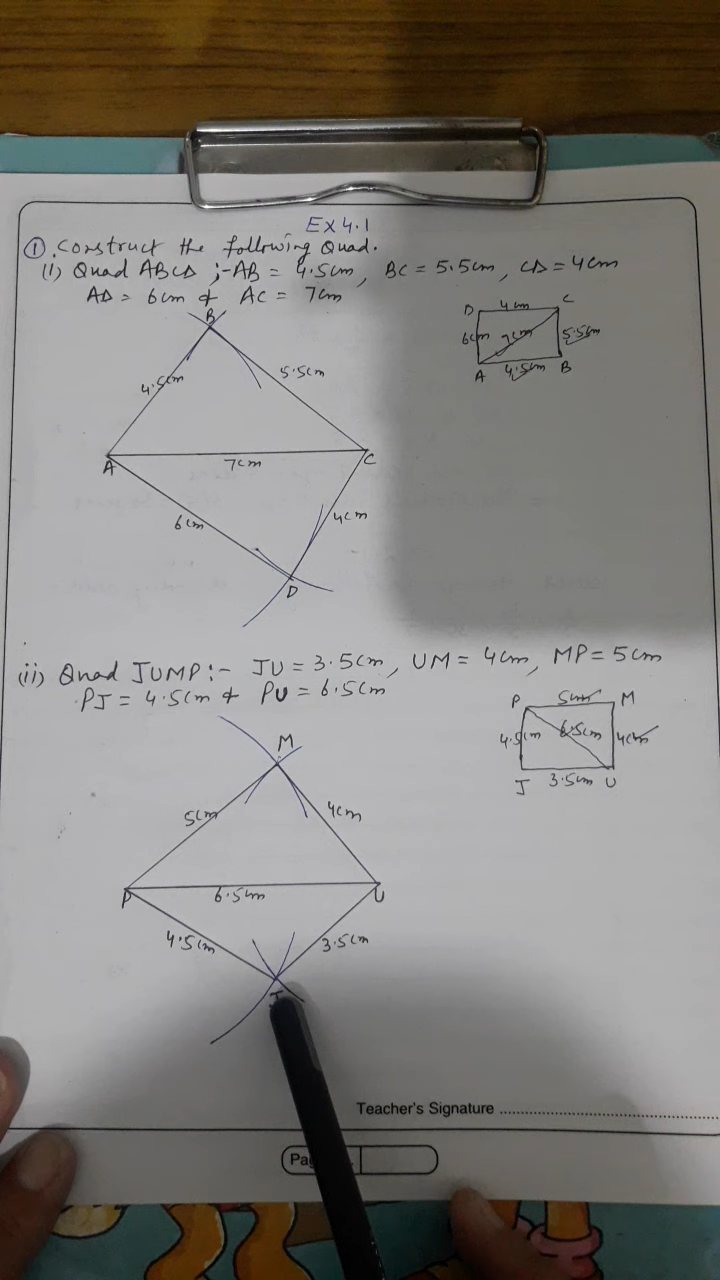 Ex 4.1
① Construct the following Quad.
(i) Quad ABCD ;- AB = 4.5cm, BC = 5.5cm, CD = 4cm
AD = 6cm & AC = 7cm
D 4cm C
6cm 7cm 5.5cm
A 4.5cm B
B
4.5cm 5.5cm
A 7cm C
6cm 4cm
D
(ii) Quad JUMP :- JU = 3.5cm, UM = 4cm, MP = 5cm
PJ = 4.5cm & PU = 6.5cm
P 5cm M
4.5cm 6.5cm 4cm
J 3.5cm U
M
5cm 4cm
P 6.5cm U
4.5cm 3.5cm
J
Teacher's Signature